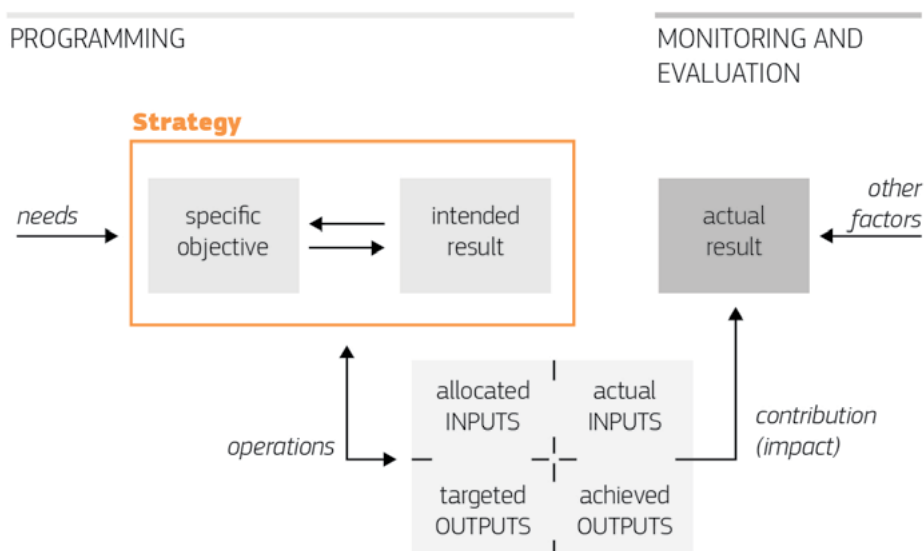 PROGRAMMING
MONITORING AND
EVALUATION
Strategy
needs
specific
objective
intended
result
actual
result
other
factors
operations
allocated
INPUTS
actual
INPUTS
targeted
OUTPUTS
achieved
OUTPUTS
contribution
(impact)